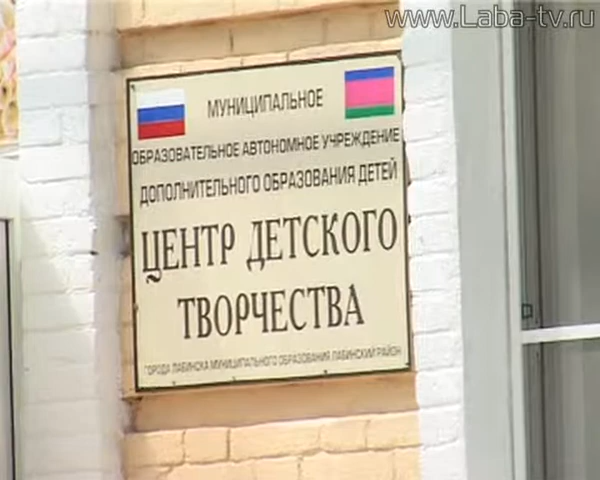 www.Laba-tv.ru
МУНИЦИПАЛЬНОЕ
ОБРАЗОВАТЕЛЬНОЕ АВТОНОМНОЕ УЧРЕЖДЕНИЕ
ДОПОЛНИТЕЛЬНОГО ОБРАЗОВАНИЯ ДЕТЕЙ
ЦЕНТР ДЕТСКОГО
ТВОРЧЕСТВА
ГОРОДА ЛАБИНСКА МУНИЦИПАЛЬНОГО ОБРАЗОВАНИЯ ЛАБИНСКИЙ РАЙОН